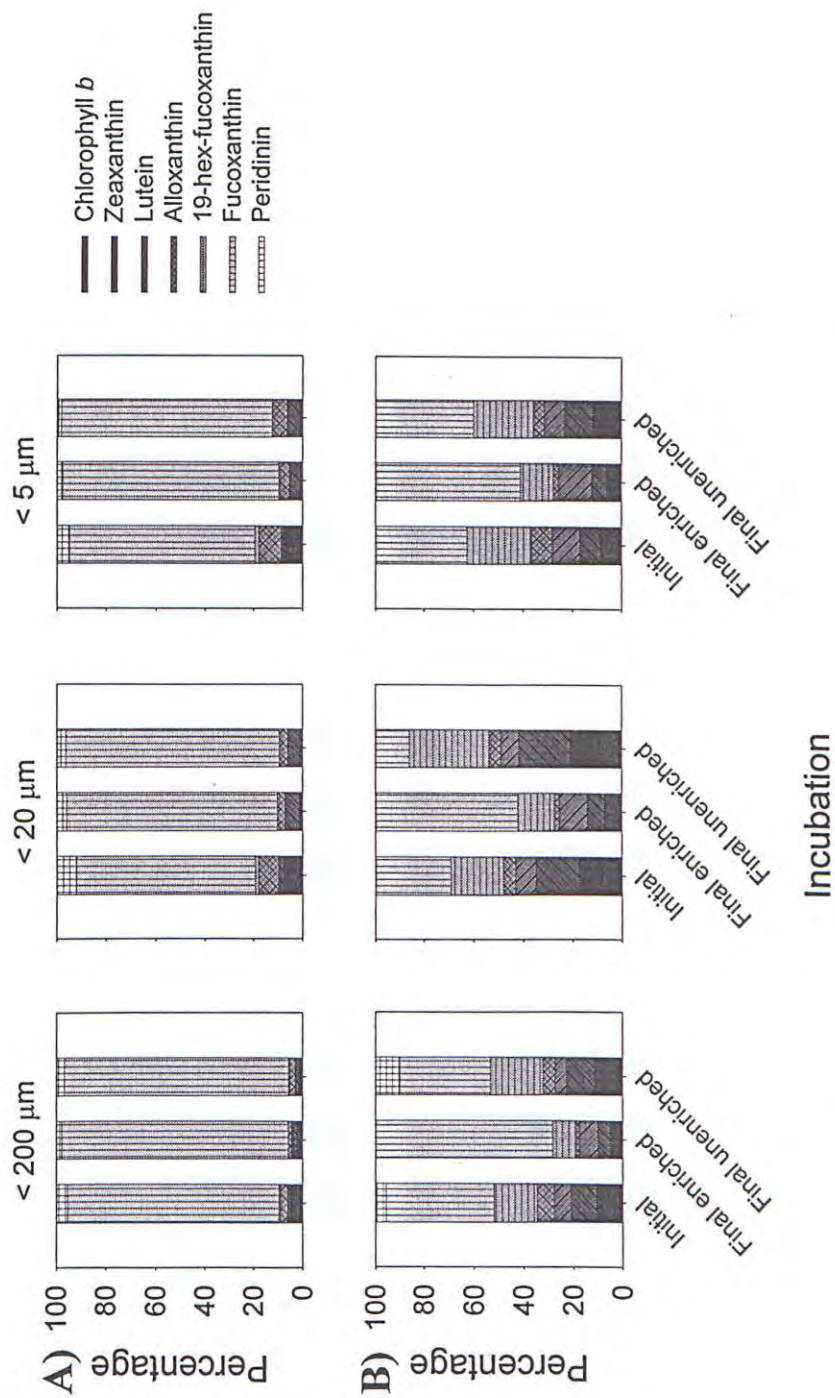 < 200 µm
< 20 µm
< 5 µm
A)
Percentage
100
80
60
40
20
0
Chlorophyll b
Zeaxanthin
Lutein
Alloxanthin
19-hex-fucoxanthin
Fucoxanthin
Peridinin
B)
Percentage
100
80
60
40
20
0
Initial
Final enriched
Final unenriched
Initial
Final enriched
Final unenriched
Initial
Final enriched
Final unenriched
Incubation